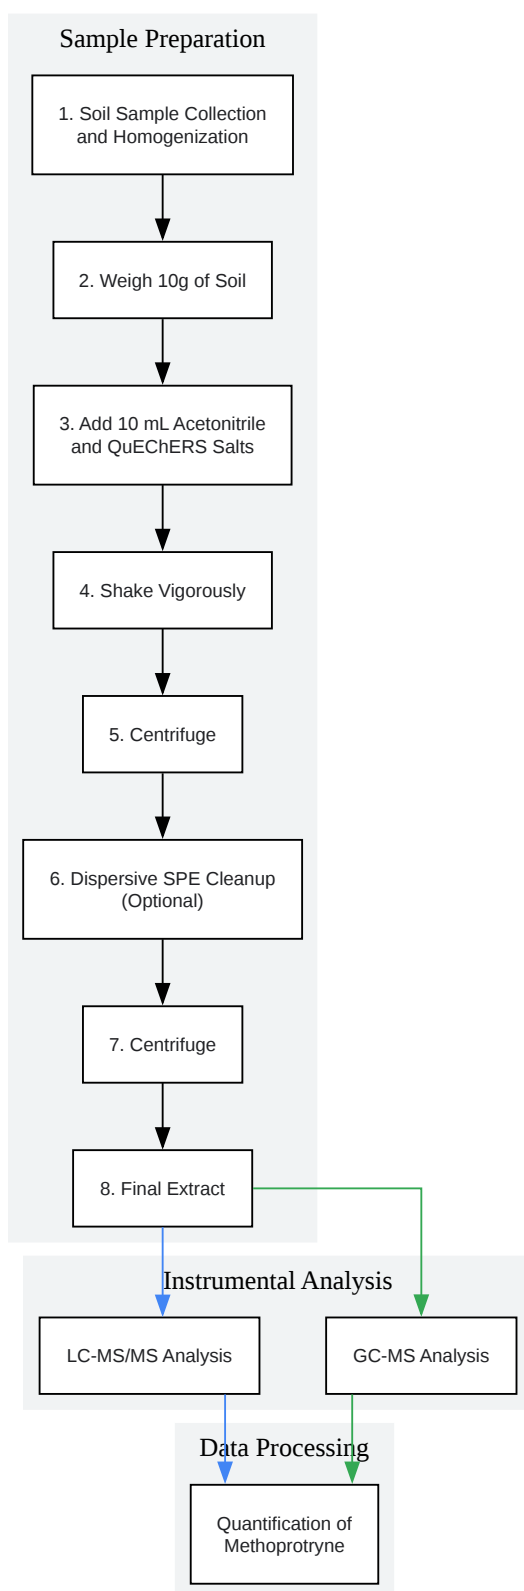 Sample Preparation
1. Soil Sample Collection
and Homogenization
2. Weigh 10g of Soil
3. Add 10 mL Acetonitrile
and QuEChERS Salts
4. Shake Vigorously
5. Centrifuge
6. Dispersive SPE Cleanup
(Optional)
7. Centrifuge
8. Final Extract
Instrumental Analysis
LC-MS/MS Analysis
GC-MS Analysis
Data Processing
Quantification of
Methoprotryne